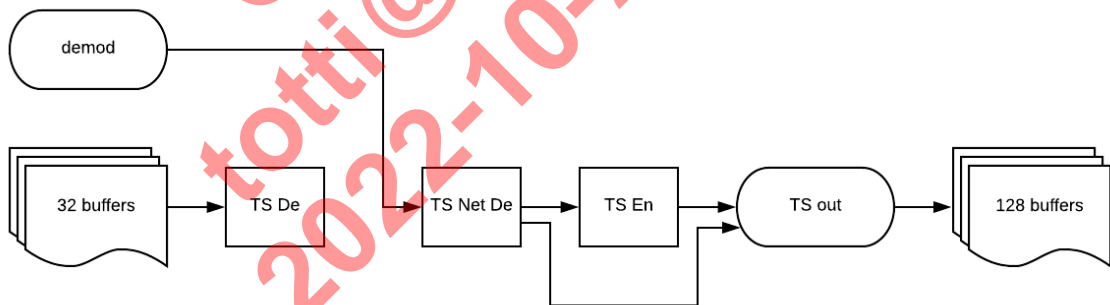 demod
32 buffers
TS De
TS Net De
TS En
TS out
128 buffers
totti@
2022-10-